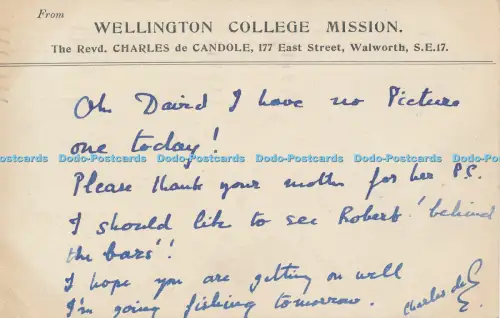 From
WELLINGTON COLLEGE MISSION.
The Revd. CHARLES de CANDOLE, 177 East Street, Walworth, S.E.17.
Oh David I have no Picture
one today!
Dodo-Postcards Dodo-Postcards Dodo-Postcards Dodo-Postcards Dodo-Postcards Dodo-Postcards
Please thank your mother for her P.C.
I should like to see Robert 'behind
the bars'!
I hope you are getting on well
I'm going fishing tomorrow.
Charles de C.